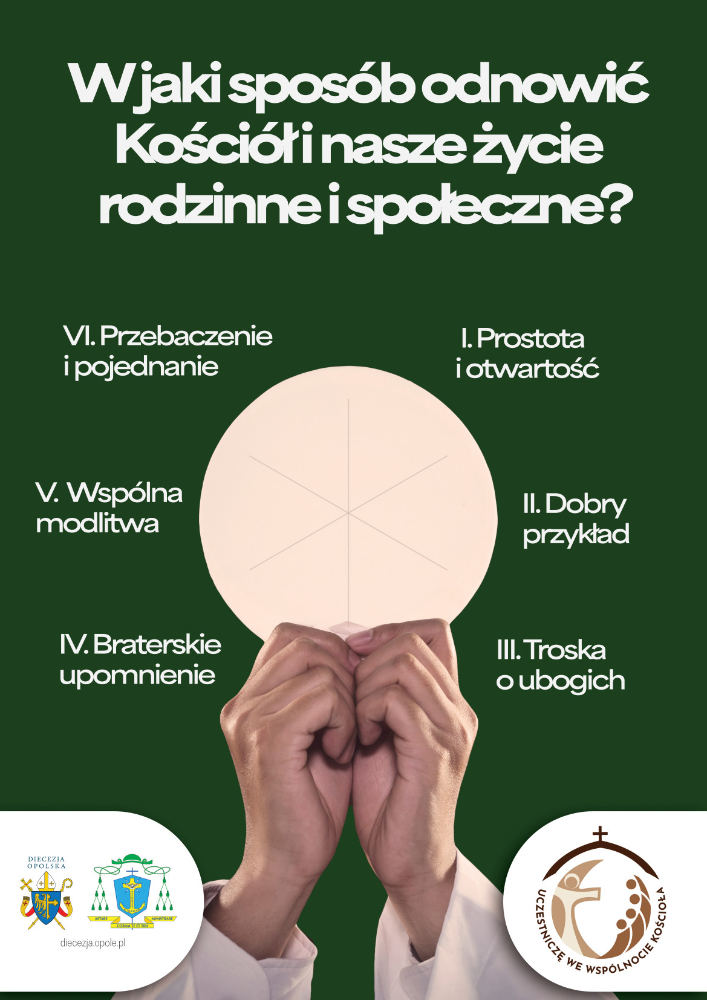 W jaki sposób odnowić
Kościół i nasze życie
rodzinne i społeczne?
VI. Przebaczenie
i pojednanie
I. Prostota
i otwartość
V. Wspólna
modlitwa
II. Dobry
przykład
IV. Braterskie
upomnienie
III. Troska
o ubogich
DIECEZJA
OPOLSKA
ASTARE
MINISTRARE
CORAM TE ET TIBI
diecezja.opole.pl
UCZESTNICZĘ WE WSPÓLNOCIE KOŚCIOŁA